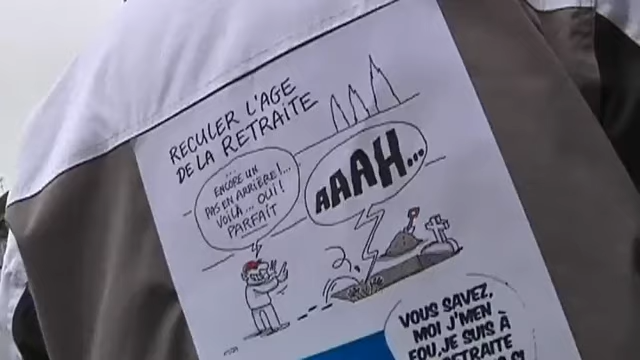 RECULER L'AGE
DE LA RETRAITE
... ENCORE UN
PAS EN ARRIÈRE !...
VOILÀ... OUI !
PARFAIT
AAAH...
VOUS SAVEZ,
MOI J'MEN
FOU, JE SUIS À
RETRAITE